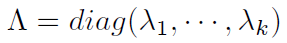 Λ = diag(λ₁, ⋯ , λₖ)